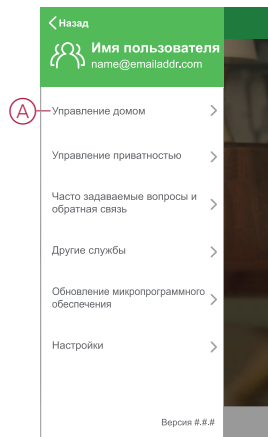 Назад
Имя пользователя
name@emailaddr.com
A
Управление домом
Управление приватностью
Часто задаваемые вопросы и
обратная связь
Другие службы
Обновление микропрограммного
обеспечения
Настройки
Версия #.#.#